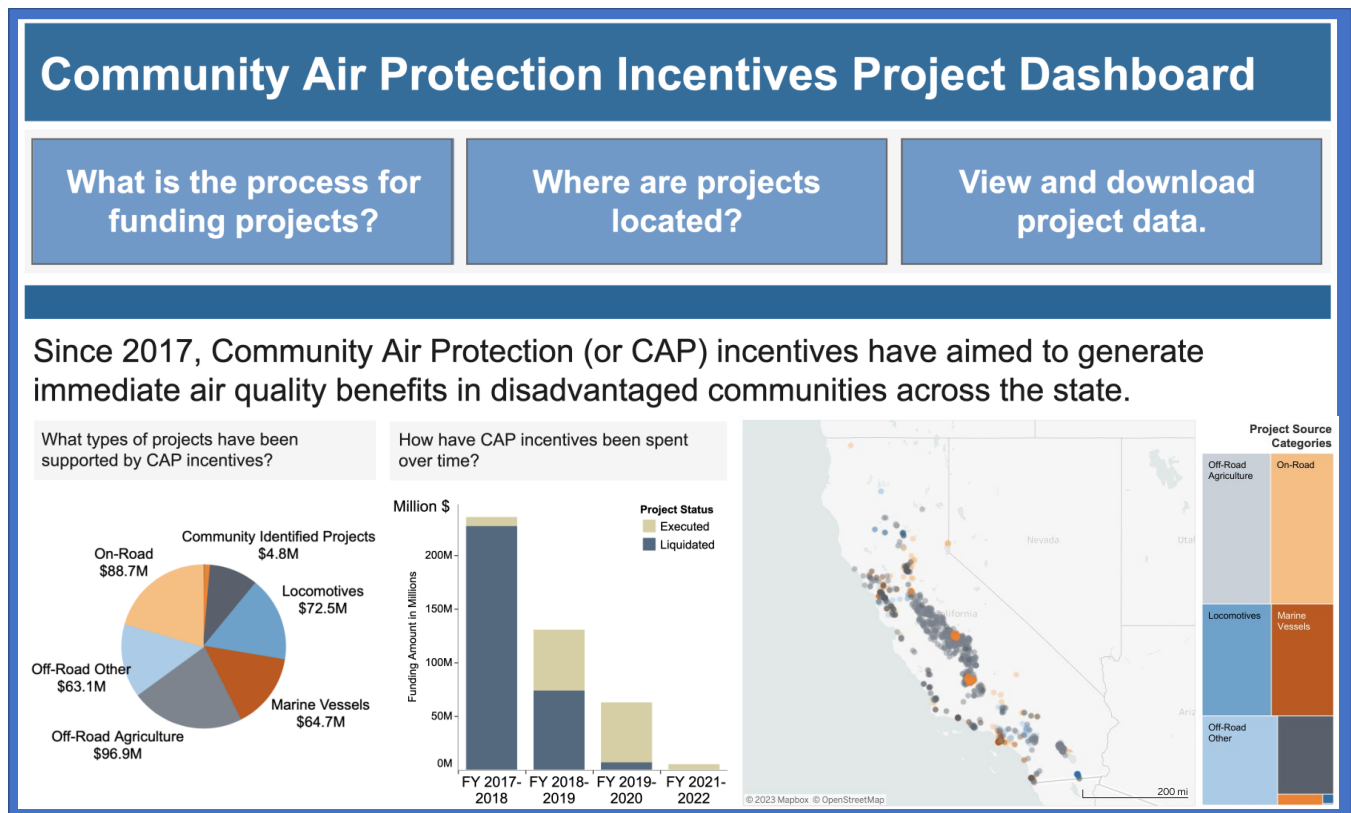 Community Air Protection Incentives Project Dashboard
What is the process for
funding projects?
Where are projects
located?
View and download
project data.
Since 2017, Community Air Protection (or CAP) incentives have aimed to generate
immediate air quality benefits in disadvantaged communities across the state.
What types of projects have been
supported by CAP incentives?
Community Identified Projects
$4.8M
On-Road
$88.7M
Locomotives
$72.5M
Off-Road Other
$63.1M
Marine Vessels
$64.7M
Off-Road Agriculture
$96.9M
How have CAP incentives been spent
over time?
Million $
Project Status
Executed
Liquidated
Funding Amount in Millions
200M
150M
100M
50M
0M
FY 2017-
2018
FY 2018-
2019
FY 2019-
2020
FY 2021-
2022
Nevada
Utah
California
Ariz
© 2023 Mapbox © OpenStreetMap
200 mi
Project Source
Categories
Off-Road
Agriculture
On-Road
Locomotives
Marine
Vessels
Off-Road
Other